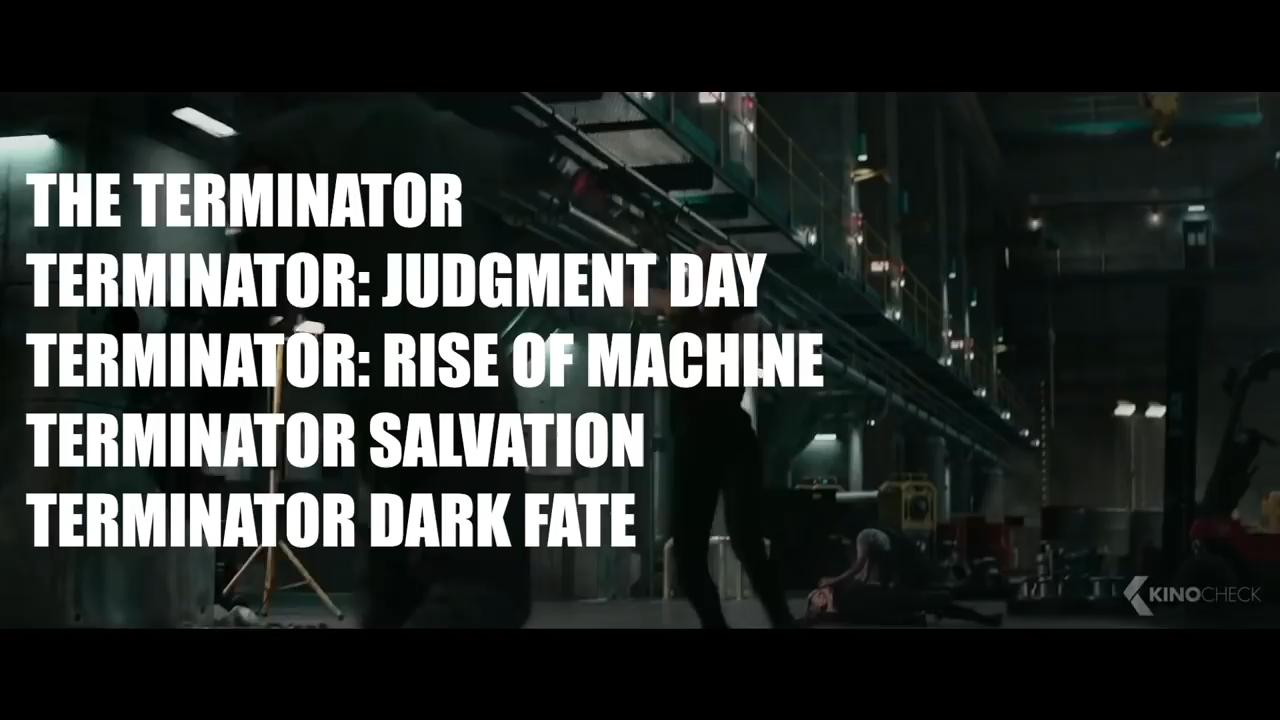 THE TERMINATOR
TERMINATOR: JUDGMENT DAY
TERMINATOR: RISE OF MACHINE
TERMINATOR SALVATION
TERMINATOR DARK FATE
KINOCHECK